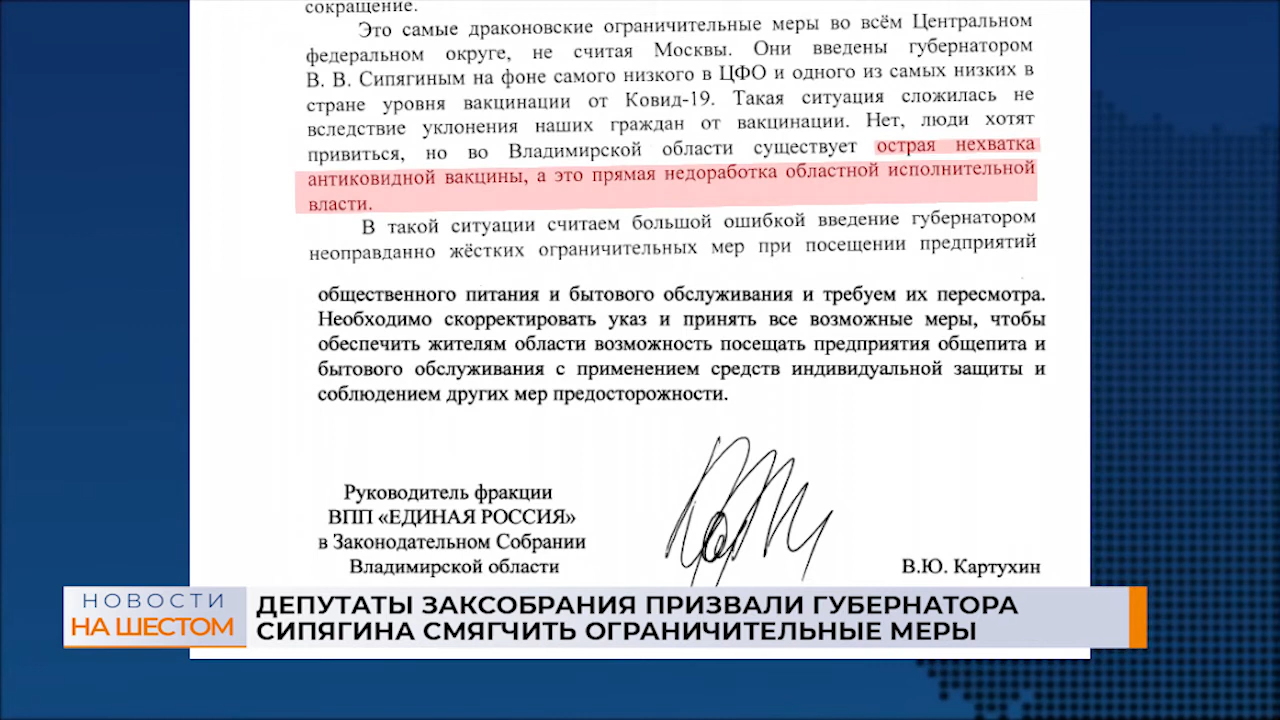 сокращение.
Это самые драконовские ограничительные меры во всём Центральном
федеральном округе, не считая Москвы. Они введены губернатором
В. В. Сипягиным на фоне самого низкого в ЦФО и одного из самых низких в
стране уровня вакцинации от Ковид-19. Такая ситуация сложилась не
вследствие уклонения наших граждан от вакцинации. Нет, люди хотят
привиться, но во Владимирской области существует острая нехватка
антиковидной вакцины, а это прямая недоработка областной исполнительной
власти.
В такой ситуации считаем большой ошибкой введение губернатором
неоправданно жёстких ограничительных мер при посещении предприятий
общественного питания и бытового обслуживания и требуем их пересмотра.
Необходимо скорректировать указ и принять все возможные меры, чтобы
обеспечить жителям области возможность посещать предприятия общепита и
бытового обслуживания с применением средств индивидуальной защиты и
соблюдением других мер предосторожности.
Руководитель фракции
ВПП «ЕДИНАЯ РОССИЯ»
в Законодательном Собрании
Владимирской области
В.Ю. Картухин
НОВОСТИ
НА ШЕСТОМ
ДЕПУТАТЫ ЗАКСОБРАНИЯ ПРИЗВАЛИ ГУБЕРНАТОРА
СИПЯГИНА СМЯГЧИТЬ ОГРАНИЧИТЕЛЬНЫЕ МЕРЫ